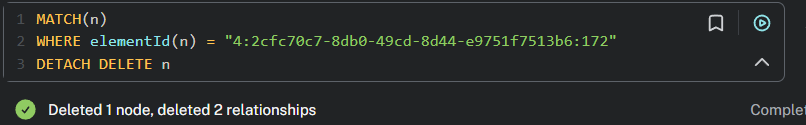 1 MATCH(n)
2 WHERE elementId(n) = "4:2cfc70c7-8db0-49cd-8d44-e9751f7513b6:172"
3 DETACH DELETE n
Deleted 1 node, deleted 2 relationships
Complet